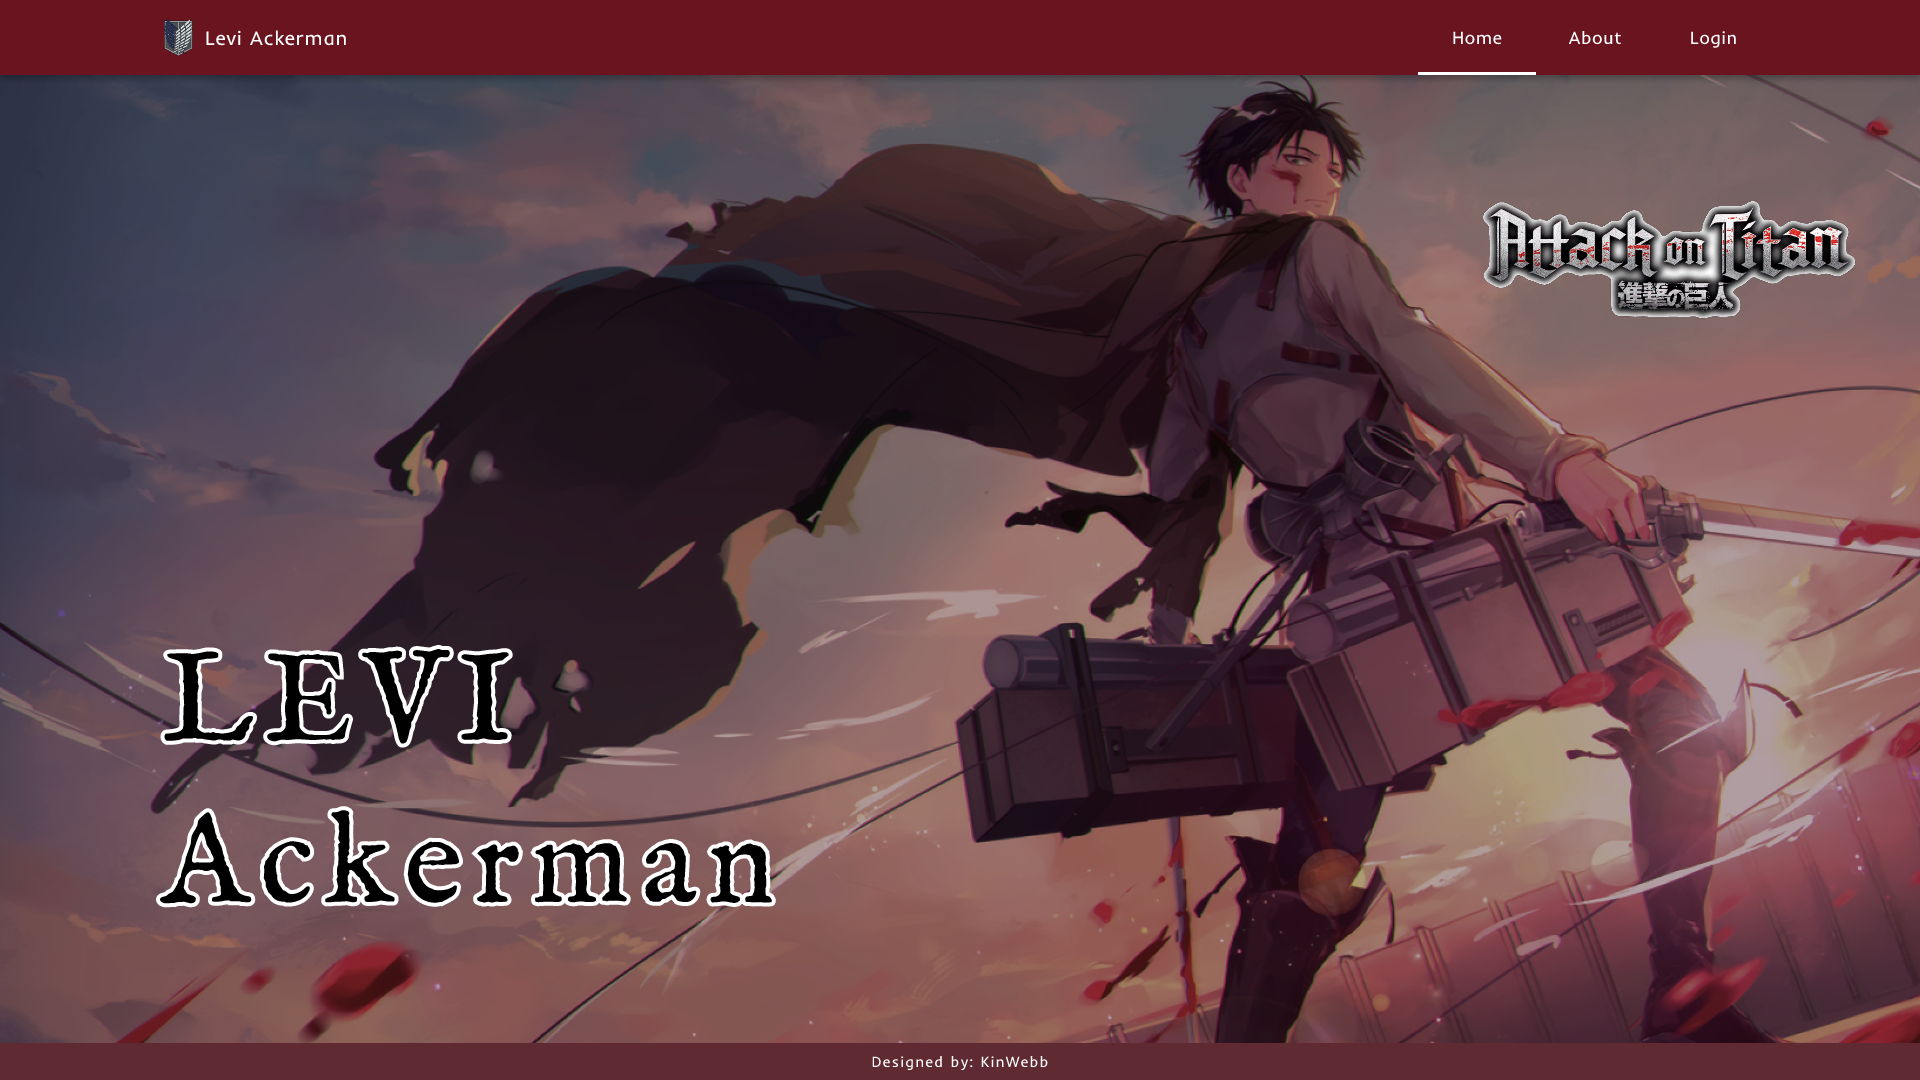 Levi Ackerman
Home
About
Login
Attack on Titan
進撃の巨人
LEVI
Ackerman
Designed by: KinWebb